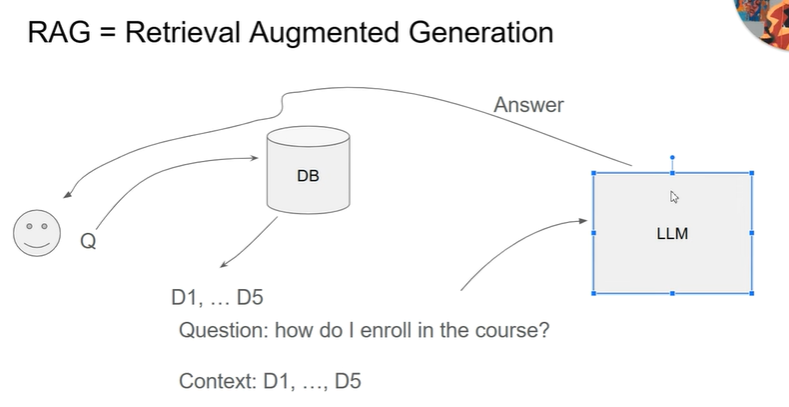 RAG = Retrieval Augmented Generation
Answer
DB
LLM
Q
D1, ... D5
Question: how do I enroll in the course?
Context: D1, ..., D5